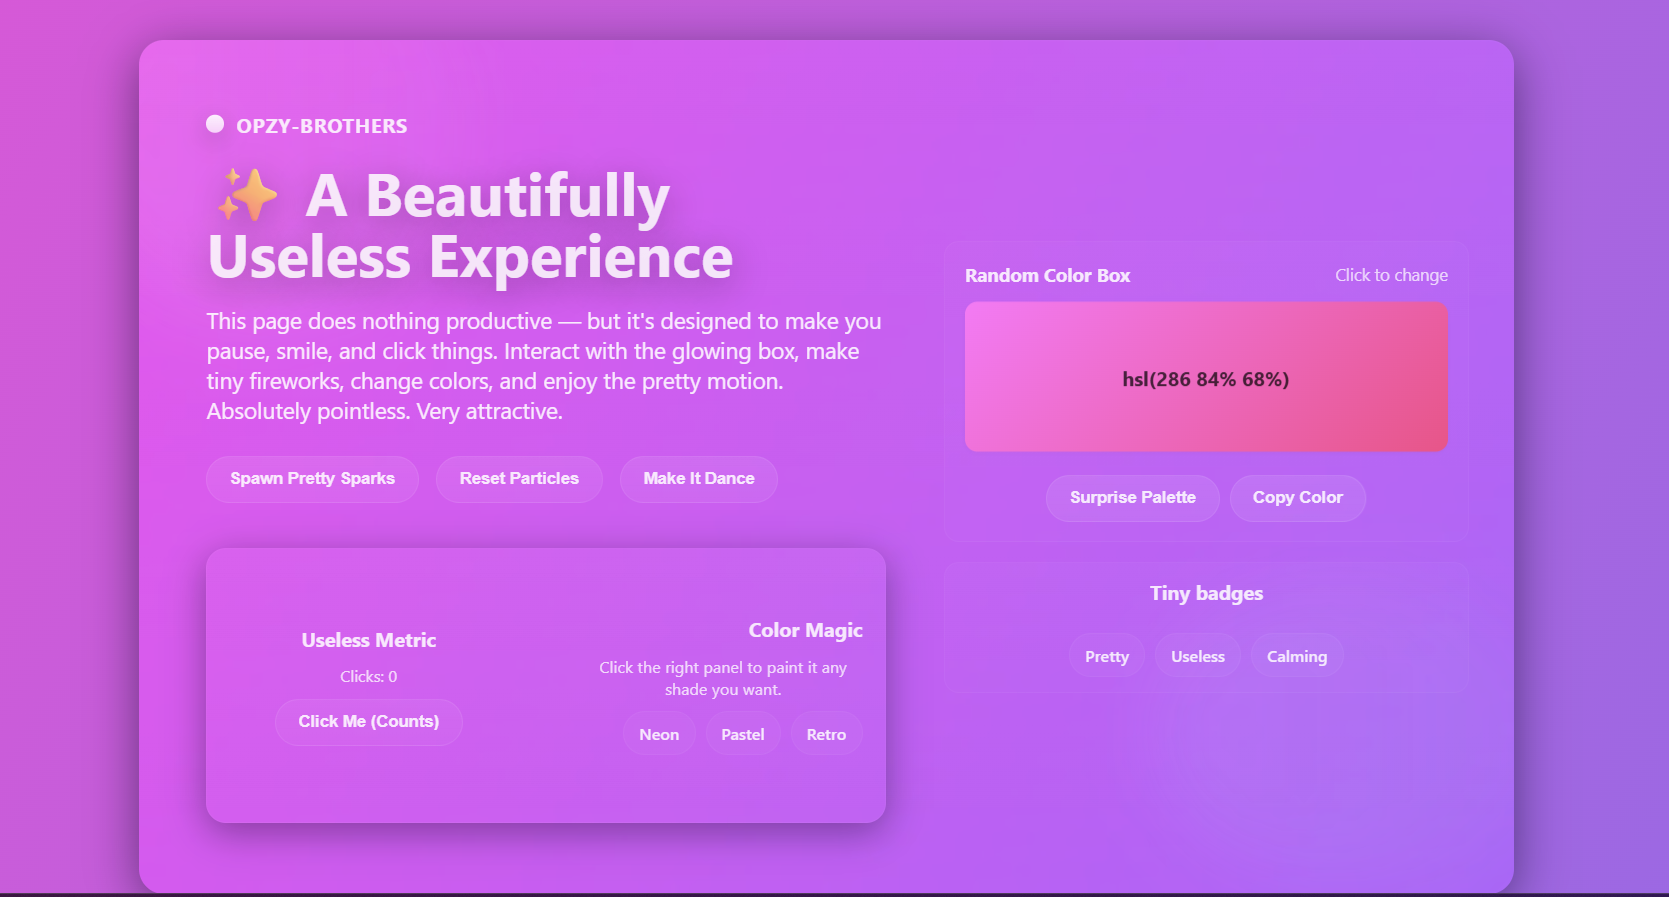 OPZY-BROTHERS
✨ A Beautifully
Useless Experience
This page does nothing productive — but it's designed to make you
pause, smile, and click things. Interact with the glowing box, make
tiny fireworks, change colors, and enjoy the pretty motion.
Absolutely pointless. Very attractive.
Spawn Pretty Sparks
Reset Particles
Make It Dance
Useless Metric
Clicks: 0
Click Me (Counts)
Color Magic
Click the right panel to paint it any
shade you want.
Neon
Pastel
Retro
Random Color Box
Click to change
hsl(286 84% 68%)
Surprise Palette
Copy Color
Tiny badges
Pretty
Useless
Calming